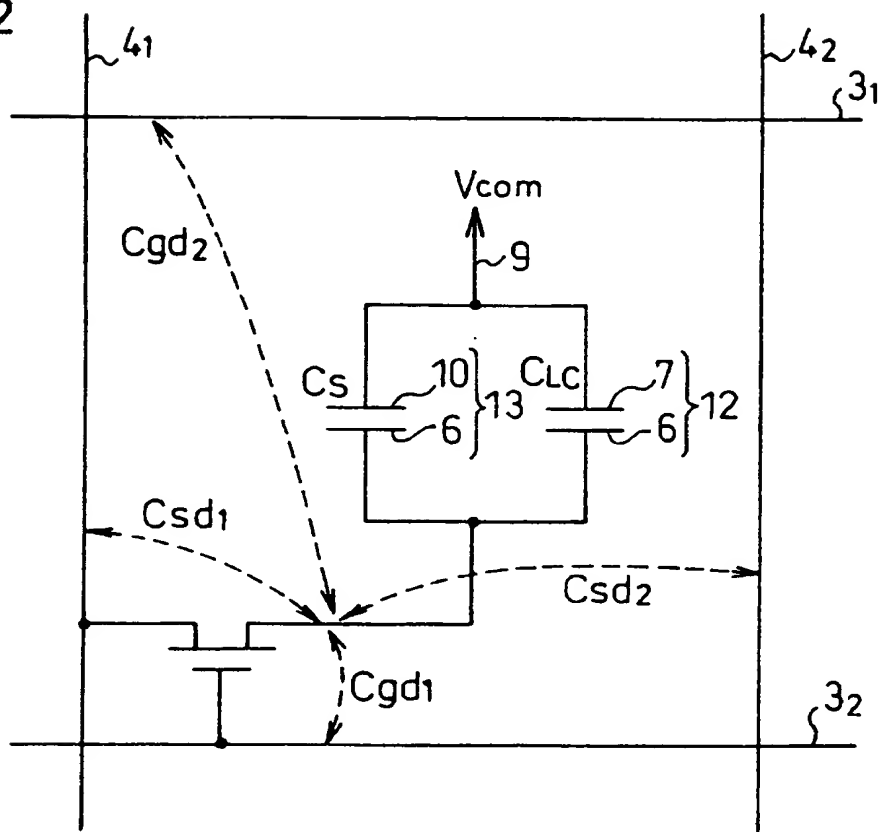 2
4₁
4₂
3₁
Vcom
9
Cgd₂
Cs 10 } 13
6
CLC 7 } 12
6
Csd₁
Csd₂
Cgd₁
3₂